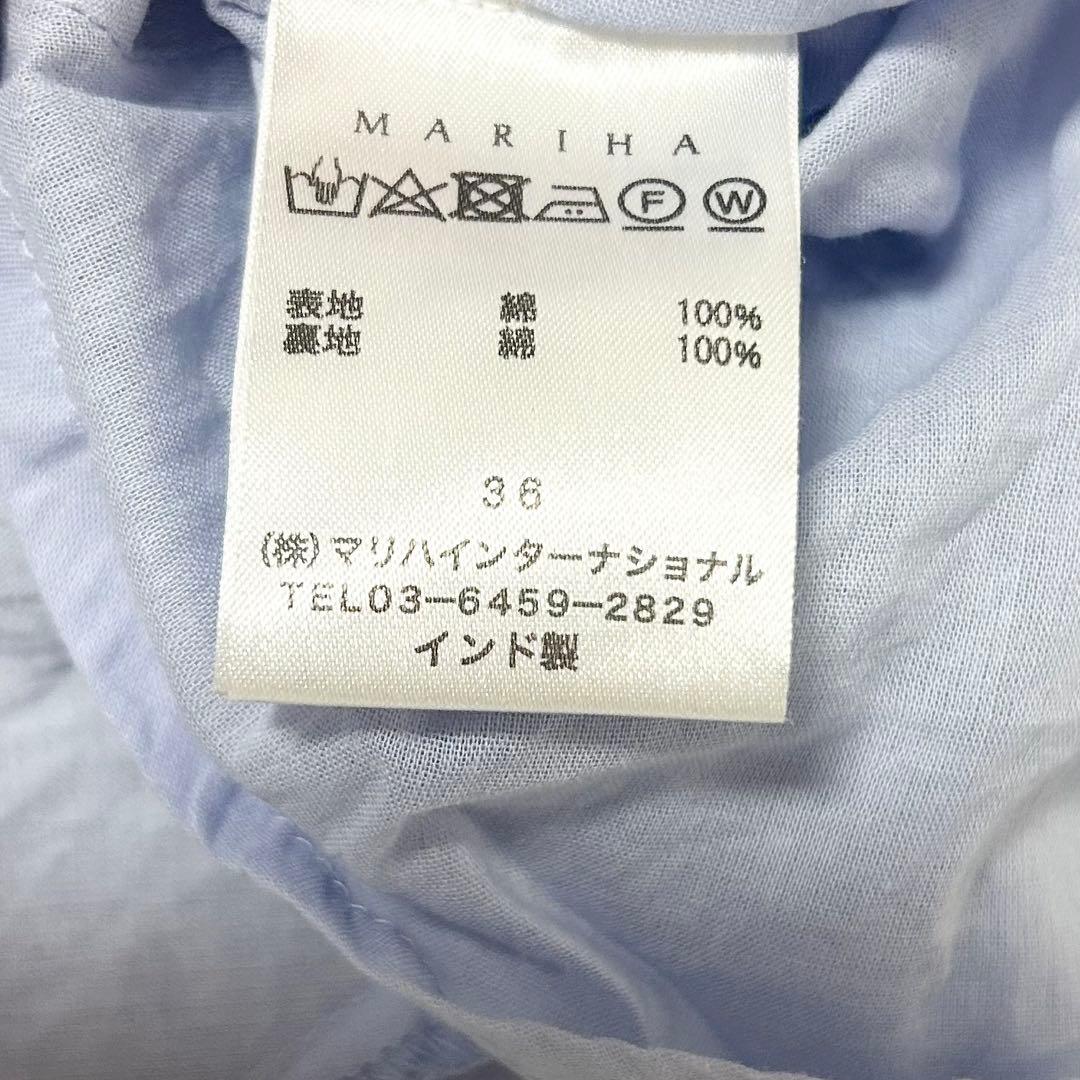 MARIHA
F W
表地 綿 100%
裏地 綿 100%
36
(株)マリハインターナショナル
TEL03-6459-2829
インド製